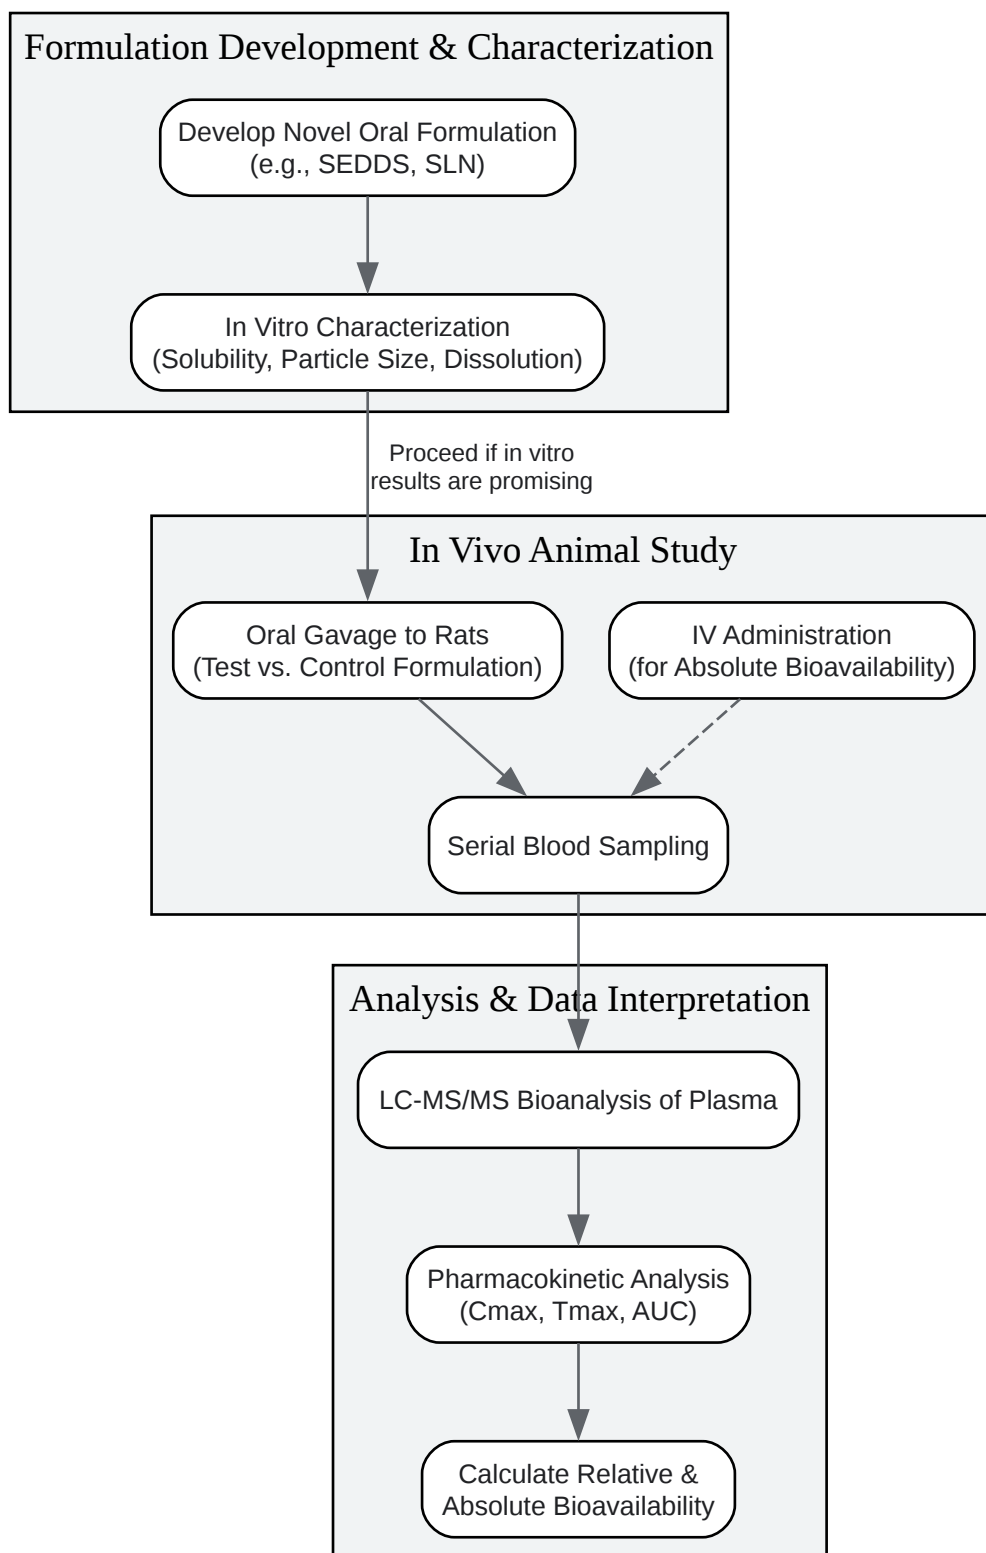 Formulation Development & Characterization
Develop Novel Oral Formulation
(e.g., SEDDS, SLN)
In Vitro Characterization
(Solubility, Particle Size, Dissolution)
Proceed if in vitro
results are promising
In Vivo Animal Study
Oral Gavage to Rats
(Test vs. Control Formulation)
IV Administration
(for Absolute Bioavailability)
Serial Blood Sampling
Analysis & Data Interpretation
LC-MS/MS Bioanalysis of Plasma
Pharmacokinetic Analysis
(Cmax, Tmax, AUC)
Calculate Relative &
Absolute Bioavailability